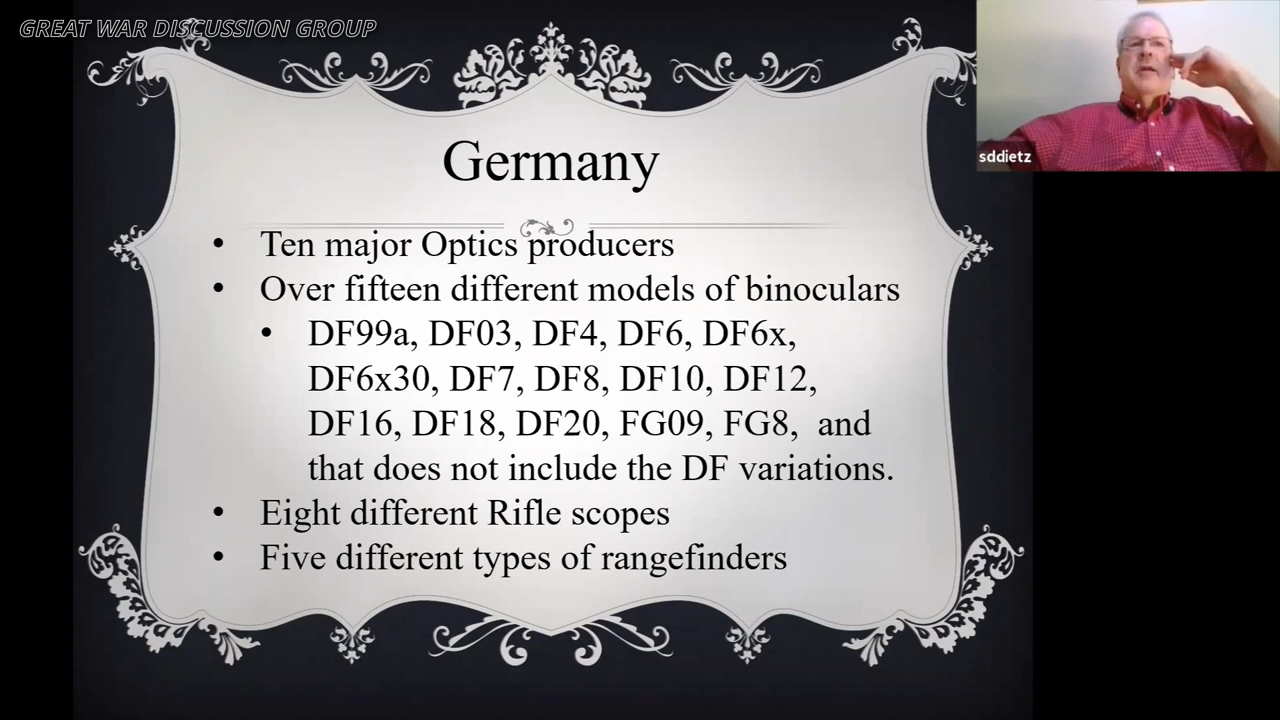 GREAT WAR DISCUSSION GROUP
sddietz
Germany
• Ten major Optics producers
• Over fifteen different models of binoculars
• DF99a, DF03, DF4, DF6, DF6x,
DF6x30, DF7, DF8, DF10, DF12,
DF16, DF18, DF20, FG09, FG8, and
that does not include the DF variations.
• Eight different Rifle scopes
• Five different types of rangefinders